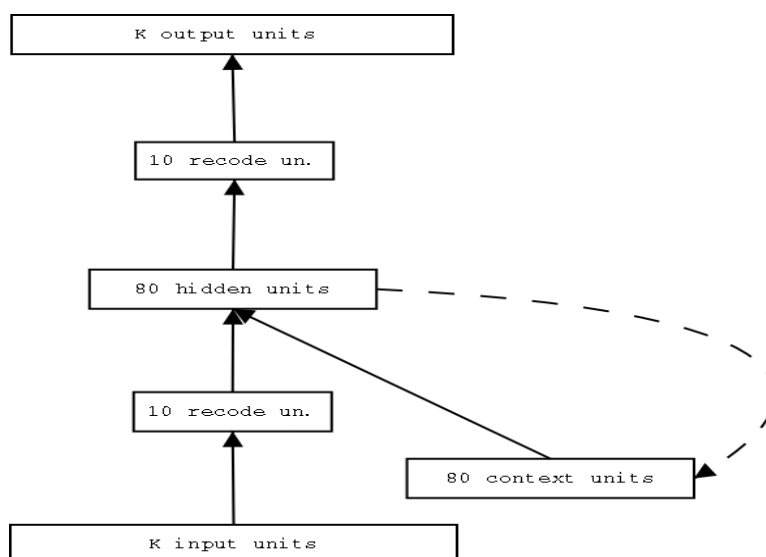 K output units
10 recode un.
80 hidden units
10 recode un.
80 context units
K input units